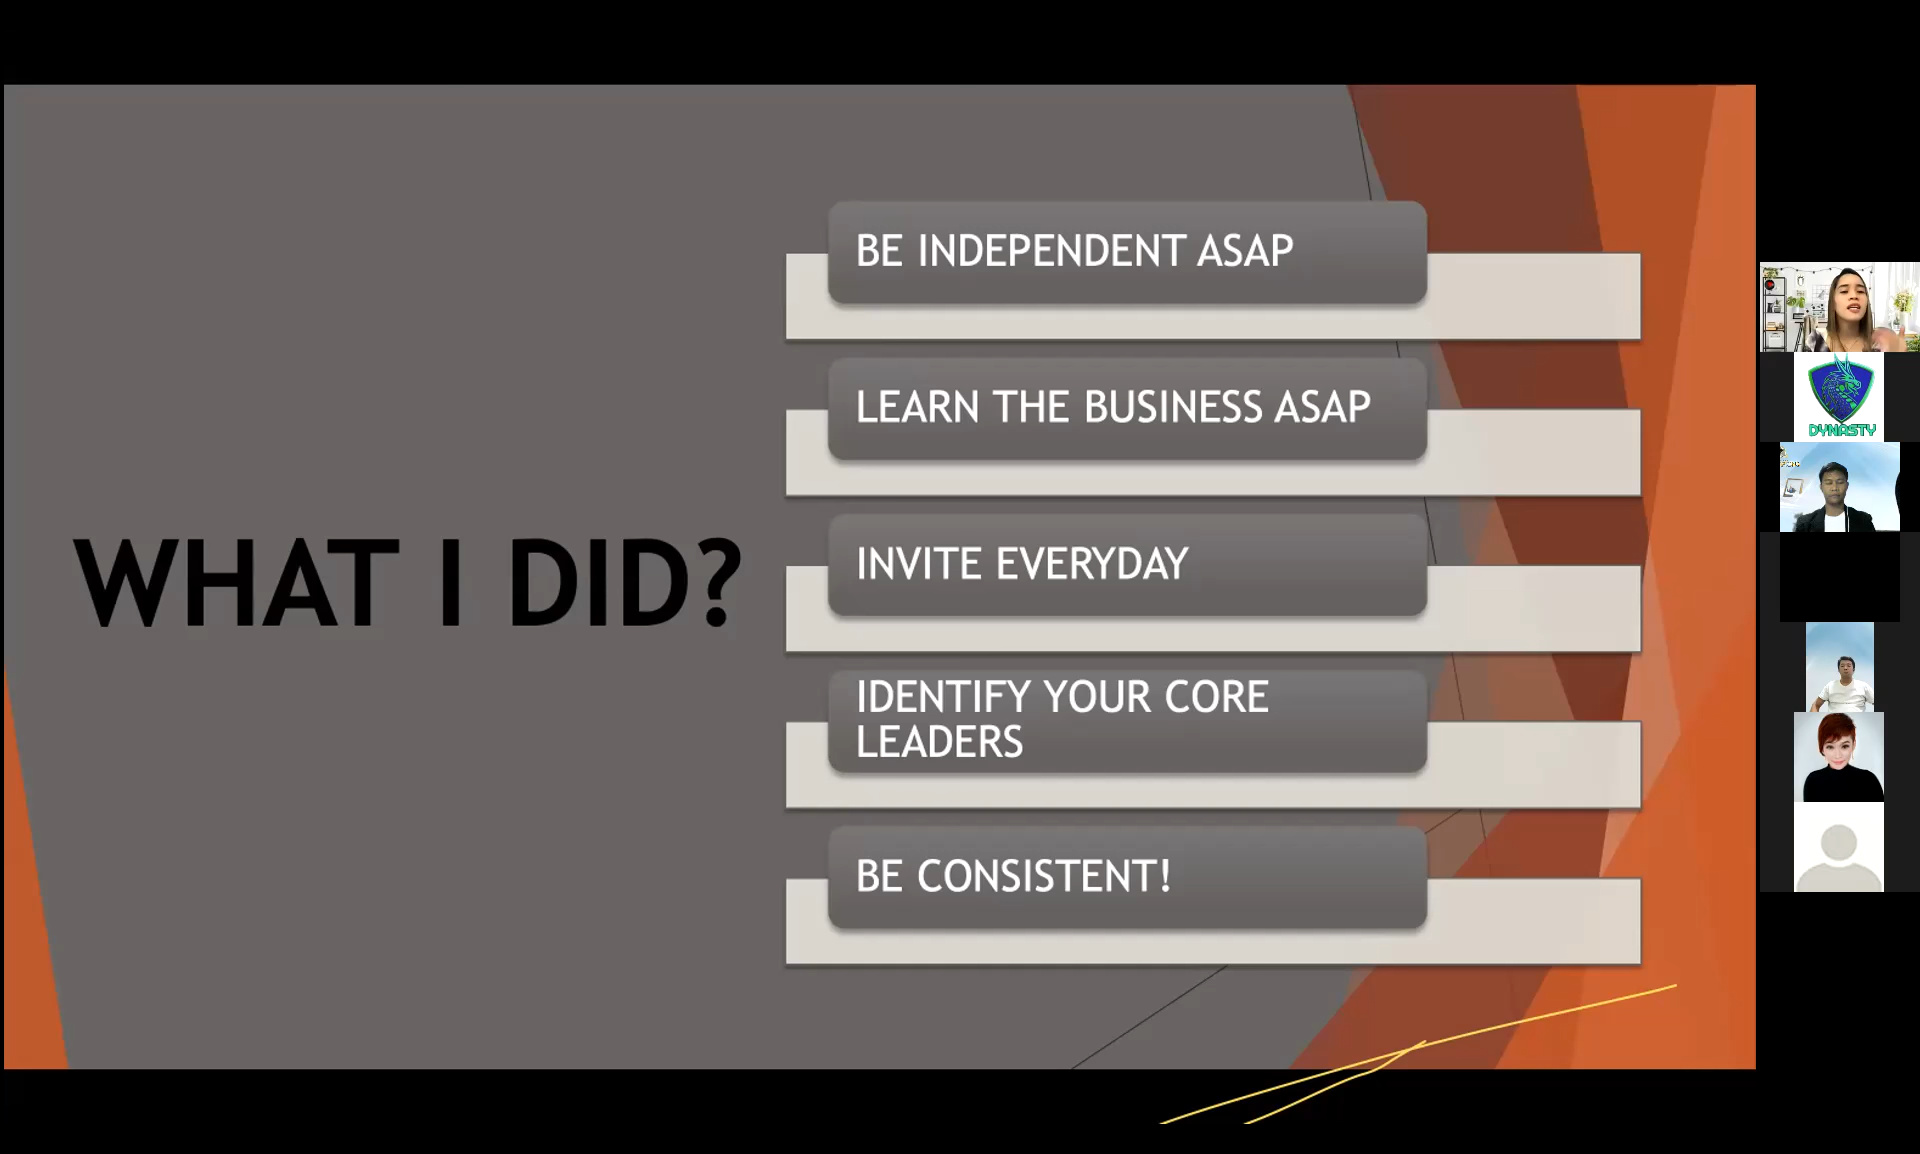 WHAT I DID?
BE INDEPENDENT ASAP
LEARN THE BUSINESS ASAP
INVITE EVERYDAY
IDENTIFY YOUR CORE
LEADERS
BE CONSISTENT!
DYNASTY